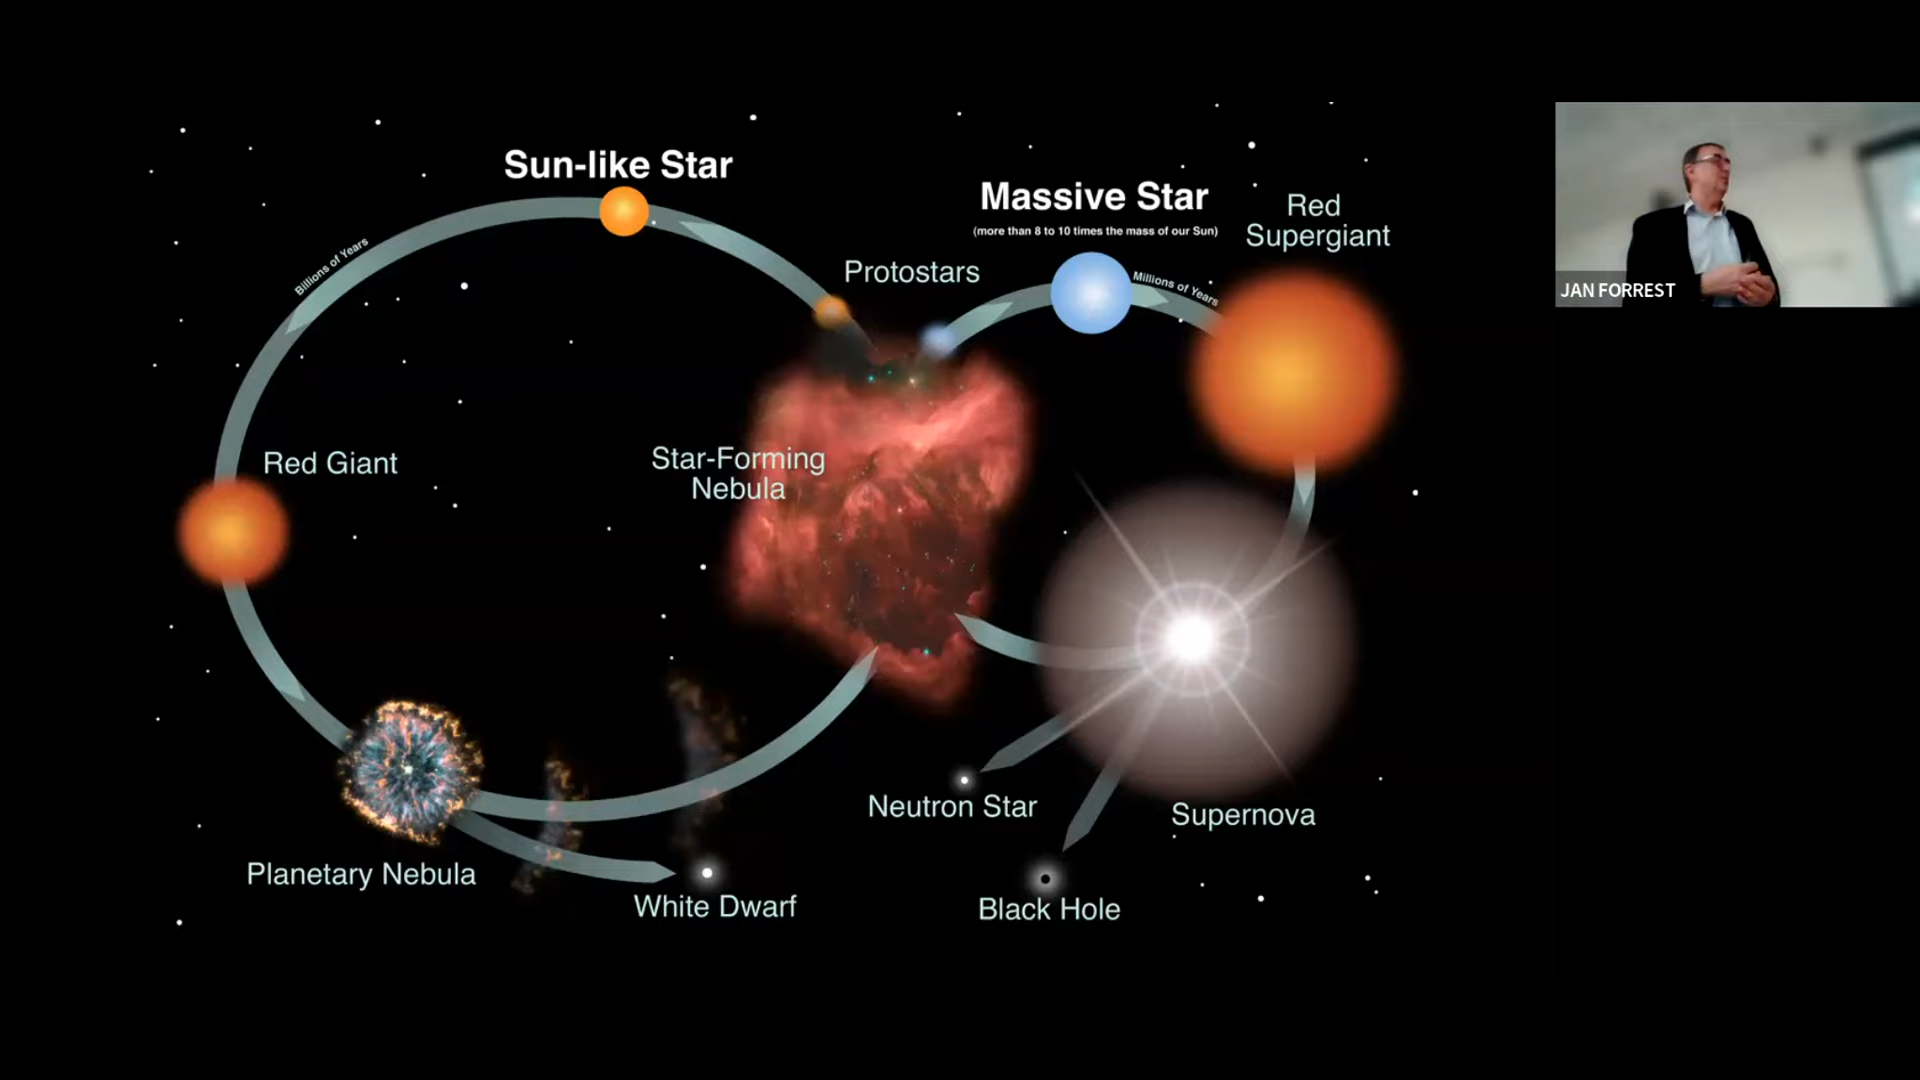 Sun-like Star
Massive Star
(more than 8 to 10 times the mass of our Sun)
Red
Supergiant
Protostars
Billions of Years
Millions of Years
Red Giant
Star-Forming
Nebula
Planetary Nebula
White Dwarf
Neutron Star
Supernova
Black Hole
JAN FORREST